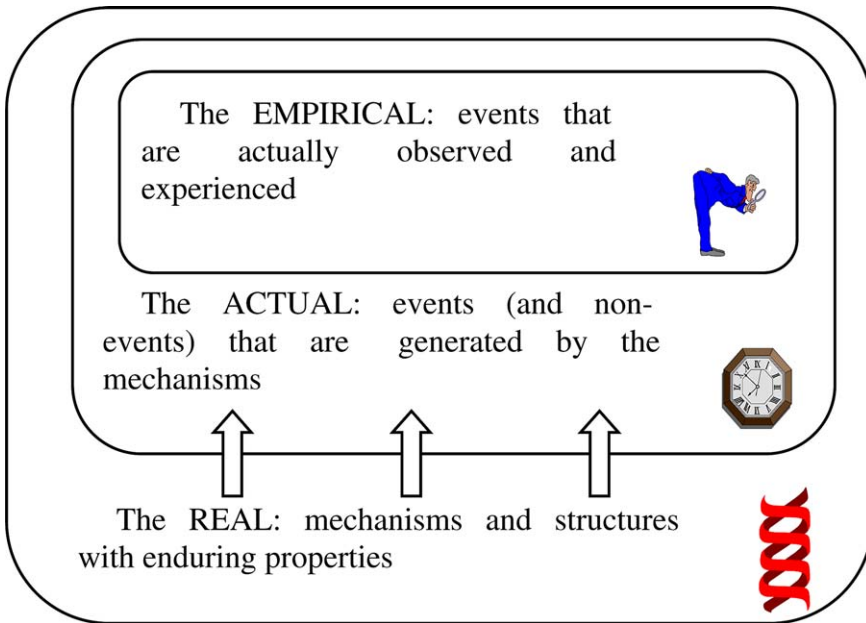 The EMPIRICAL: events that
are actually observed and
experienced
The ACTUAL: events (and non-
events) that are generated by the
mechanisms
The REAL: mechanisms and structures
with enduring properties